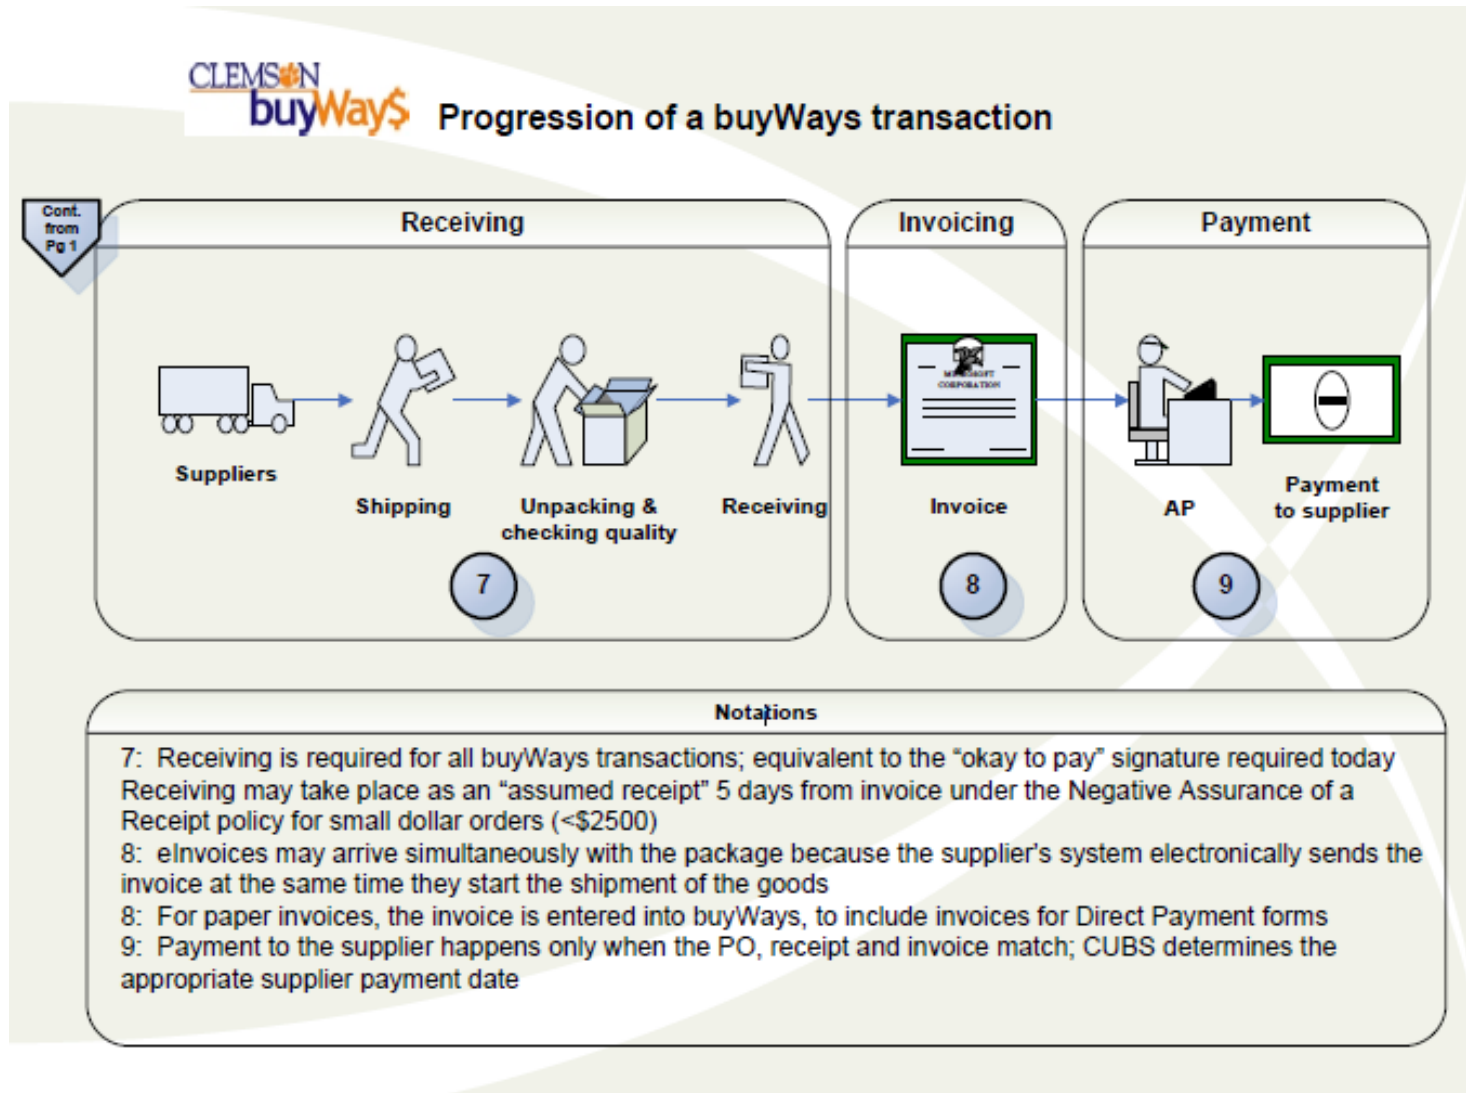 CLEMSON
buyWay$ Progression of a buyWays transaction
Cont.
from
Pg 1
Receiving
Invoicing
Payment
Suppliers
Shipping
Unpacking &
checking quality
Receiving
MICROSOFT
CORPORATION
Invoice
AP
Payment
to supplier
7
8
9
Notations
7: Receiving is required for all buyWays transactions; equivalent to the “okay to pay” signature required today
Receiving may take place as an “assumed receipt” 5 days from invoice under the Negative Assurance of a
Receipt policy for small dollar orders (<$2500)
8: eInvoices may arrive simultaneously with the package because the supplier's system electronically sends the
invoice at the same time they start the shipment of the goods
8: For paper invoices, the invoice is entered into buyWays, to include invoices for Direct Payment forms
9: Payment to the supplier happens only when the PO, receipt and invoice match; CUBS determines the
appropriate supplier payment date